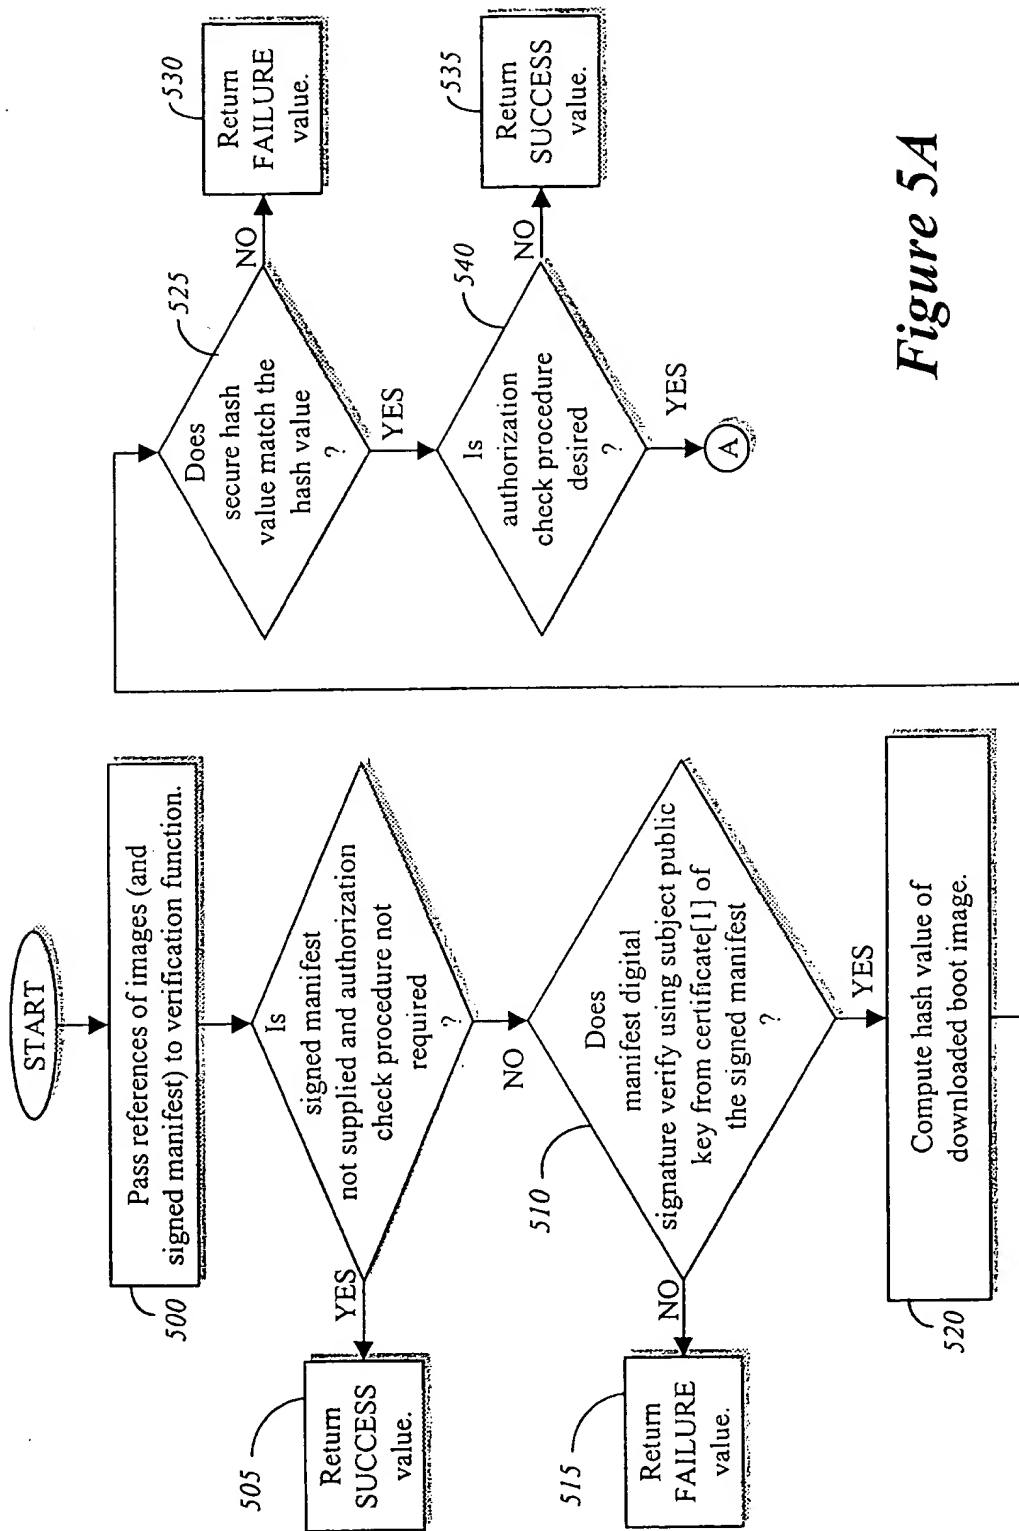 START
Pass references of images (and
signed manifest) to verification function.
500
Is
signed manifest
not supplied and authorization
check procedure not
required
?
YES
505
Return
SUCCESS
value.
NO
510
Does
manifest digital
signature verify using subject public
key from certificate[1] of
the signed manifest
?
NO
515
Return
FAILURE
value.
YES
Compute hash value of
downloaded boot image.
520
525
Does
secure hash
value match the
hash value
?
NO
530
Return
FAILURE
value.
YES
540
Is
authorization
check procedure
desired
?
NO
535
Return
SUCCESS
value.
YES
A
Figure 5A